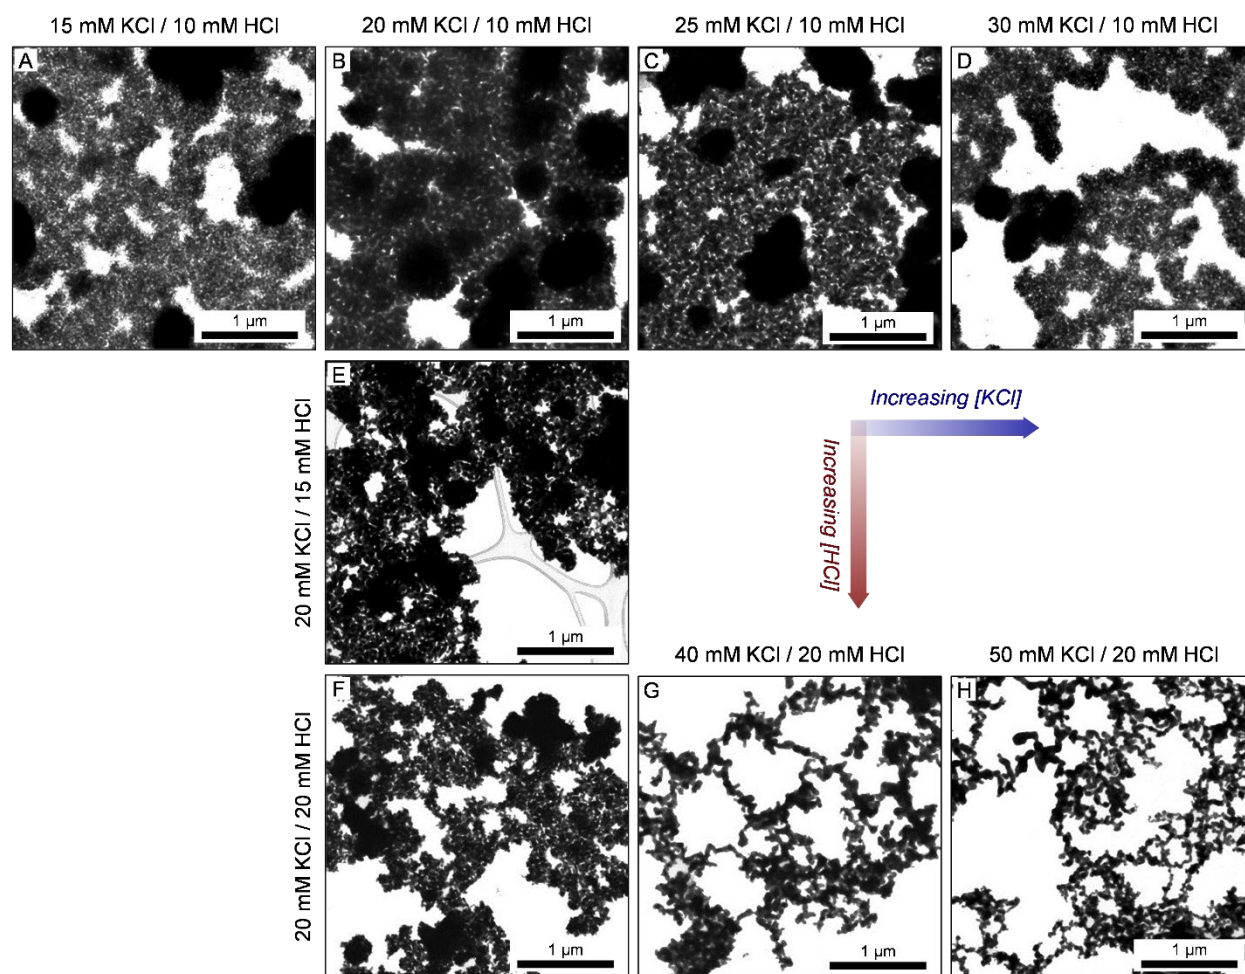 15 mM KCl / 10 mM HCl
20 mM KCl / 10 mM HCl
25 mM KCl / 10 mM HCl
30 mM KCl / 10 mM HCl
A
1 µm
B
1 µm
C
1 µm
D
1 µm
20 mM KCl / 15 mM HCl
E
1 µm
Increasing [KCl]
Increasing [HCl]
20 mM KCl / 20 mM HCl
40 mM KCl / 20 mM HCl
50 mM KCl / 20 mM HCl
F
1 µm
G
1 µm
H
1 µm